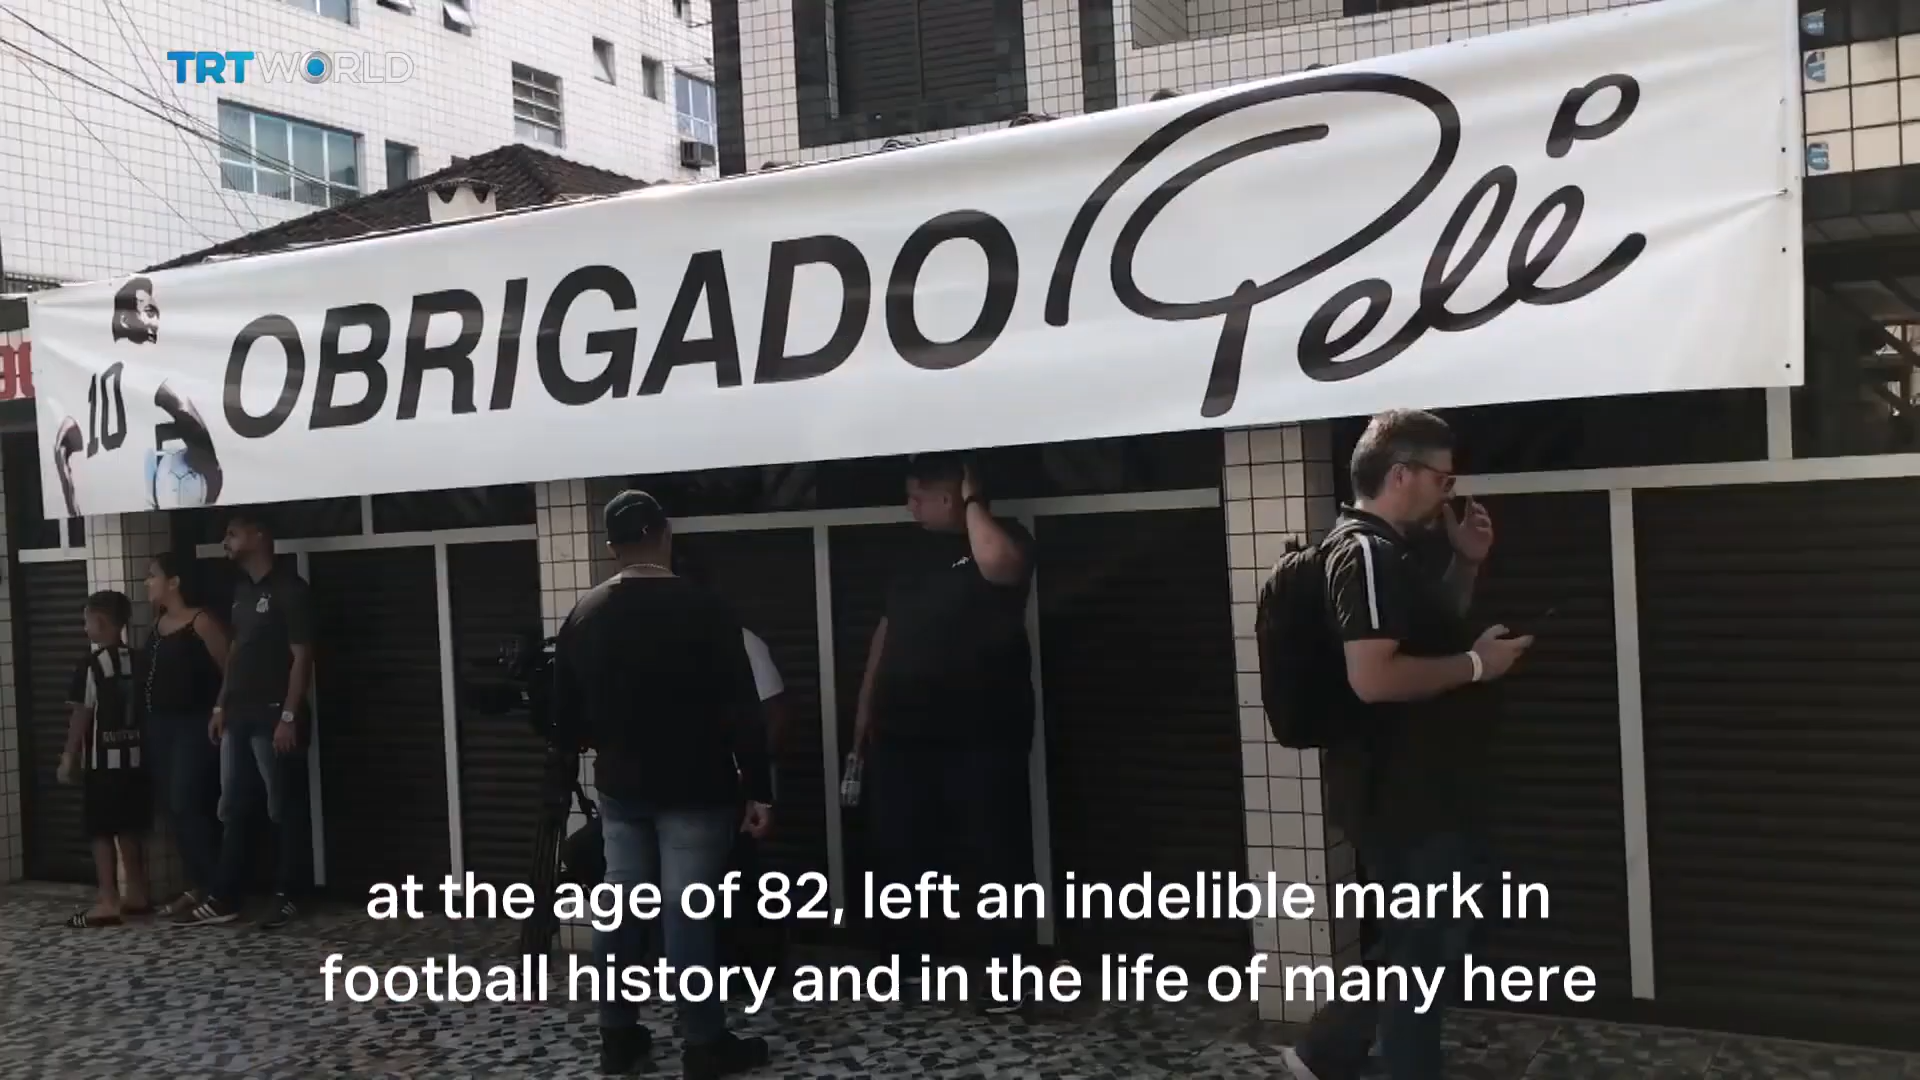 TRT WORLD
OBRIGADO Pelé
10
at the age of 82, left an indelible mark in
football history and in the life of many here